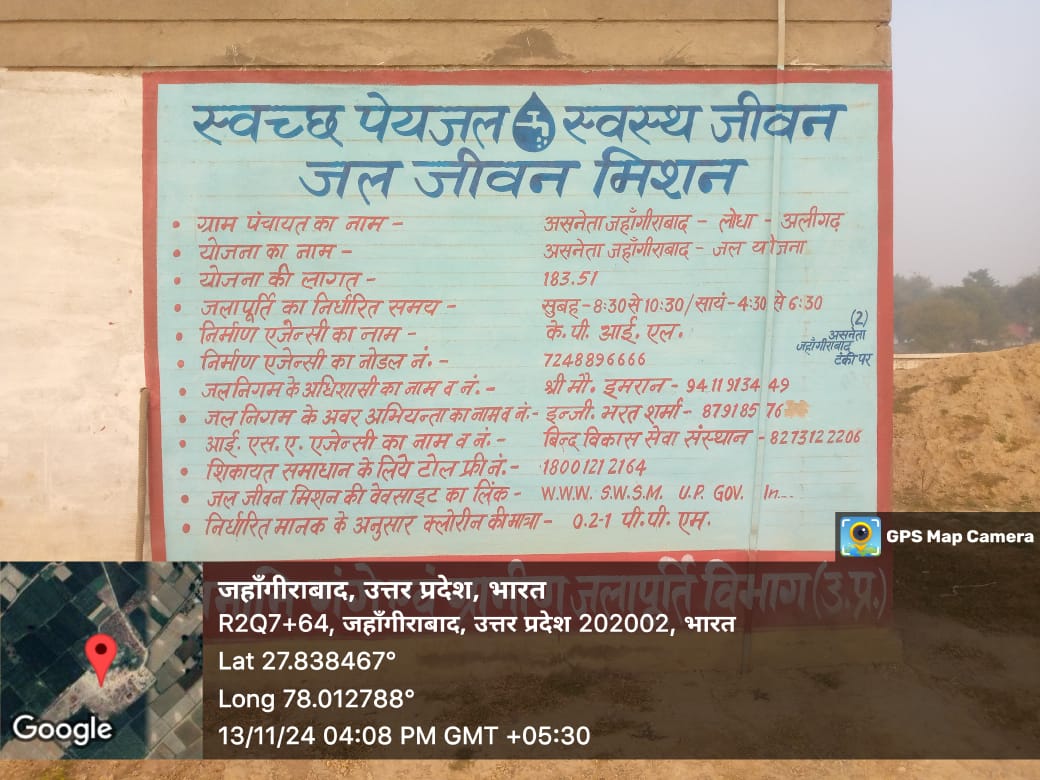 स्वच्छ पेयजल स्वस्थ जीवन
जल जीवन मिशन
• ग्राम पंचायत का नाम - असनेता जहाँगीराबाद - लोधा - अलीगढ़
• योजना का नाम - असनेता जहाँगीराबाद - जल योजना
• योजना की लागत - 183.51
• जलापूर्ति का निर्धारित समय - सुबह - 8:30 से 10:30 / सायं - 4:30 से 6:30
• निर्माण एजेन्सी का नाम - के. पी. आई. एल.
(2)
असनेता
जहाँगीराबाद
टंकी पर
• निर्माण एजेन्सी का नोडल नं. - 7248896666
• जल निगम के अधिशासी का नाम व नं. - श्री मौ. इमरान - 9411913449
• जल निगम के अवर अभियन्ता का नाम व नं. - इन्जी. भरत शर्मा - 87918576
• आई. एस. ए. एजेन्सी का नाम व नं. - बिन्द विकास सेवा संस्थान - 8273122206
• शिकायत समाधान के लिये टोल फ्री नं. - 18001212164
• जल जीवन मिशन की वेवसाइट का लिंक - W.W.W. S.W.S.M. U.P. GOV. In...
• निर्धारित मानक के अनुसार क्लोरीन की मात्रा - 0.2-1 पी. पी. एम.
ग्रामीण जलापूर्ति विभाग (उ.प्र.)
GPS Map Camera
जहाँगीराबाद, उत्तर प्रदेश, भारत
R2Q7+64, जहाँगीराबाद, उत्तर प्रदेश 202002, भारत
Lat 27.838467°
Long 78.012788°
13/11/24 04:08 PM GMT +05:30
Google